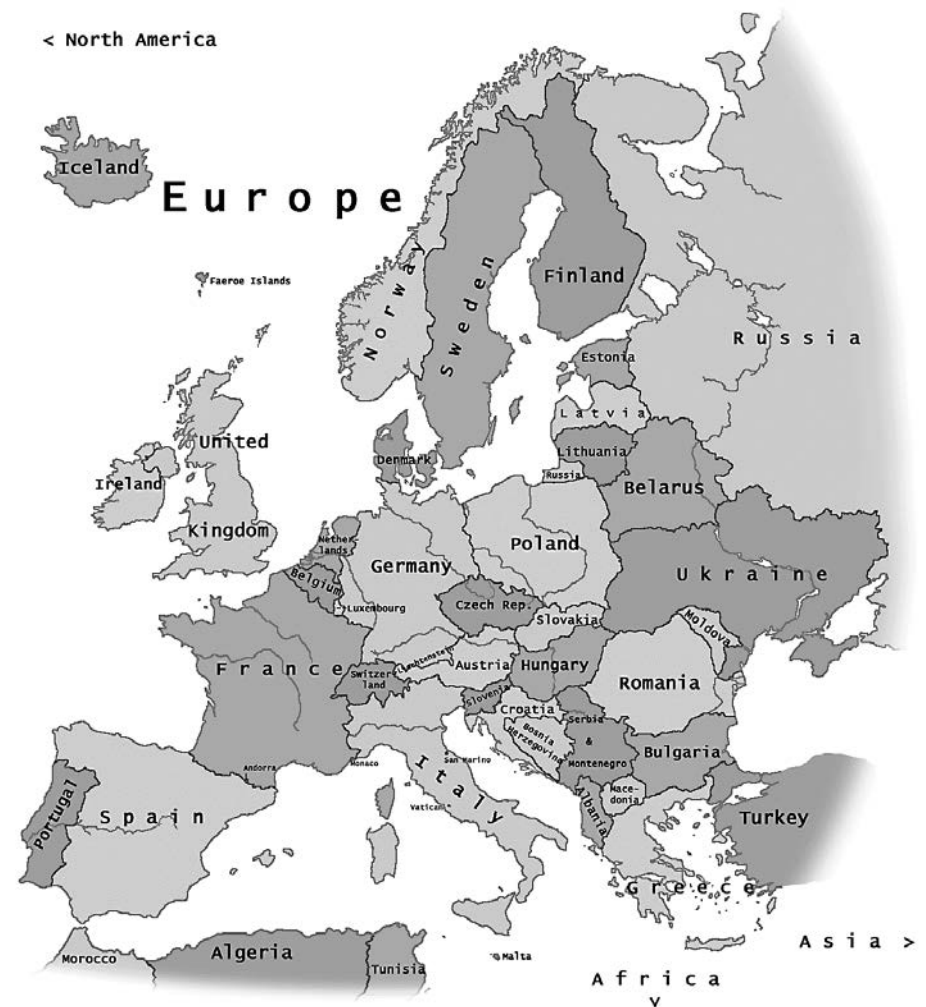 < North America
Iceland
Europe
Faeroe Islands
Norway
Sweden
Finland
Russia
Estonia
Latvia
Lithuania
Russia
Belarus
Denmark
United
Kingdom
Ireland
Nether-
lands
Belgium
Luxembourg
Germany
Poland
Ukraine
Czech Rep.
Slovakia
Moldova
France
Switzer-
land
Liechtenstein
Austria
Hungary
Romania
Slovenia
Croatia
Bosnia
Herzegovina
Serbia
&
Montenegro
Bulgaria
Andorra
Monaco
San Marino
Italy
Vatican
Mace-
donia
Albania
Portugal
Spain
Turkey
Greece
Morocco
Algeria
Tunisia
Malta
Asia >
Africa
v